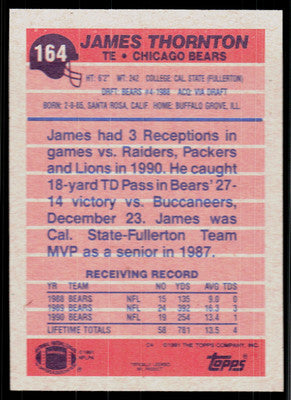 164
JAMES THORNTON
TE • CHICAGO BEARS
HT: 6'2" WT: 242 COLLEGE: CAL STATE (FULLERTON)
DRFT: BEARS #4-1988 ACQ: VIA DRAFT
BORN: 2-8-65, SANTA ROSA, CALIF. HOME: BUFFALO GROVE, ILL.
James had 3 Receptions in
games vs. Raiders, Packers
and Lions in 1990. He caught
18-yard TD Pass in Bears' 27-
14 victory vs. Buccaneers,
December 23. James was
Cal. State-Fullerton Team
MVP as a senior in 1987.
RECEIVING RECORD
YR TEAM NO YDS AVG TDS
1988 BEARS NFL 15 135 9.0 0
1989 BEARS NFL 24 392 16.3 3
1990 BEARS NFL 19 254 13.4 1
LIFETIME TOTALS 58 781 13.5 4
© 1991 THE TOPPS COMPANY, INC.
© 1991
NFLPA
TOPPS